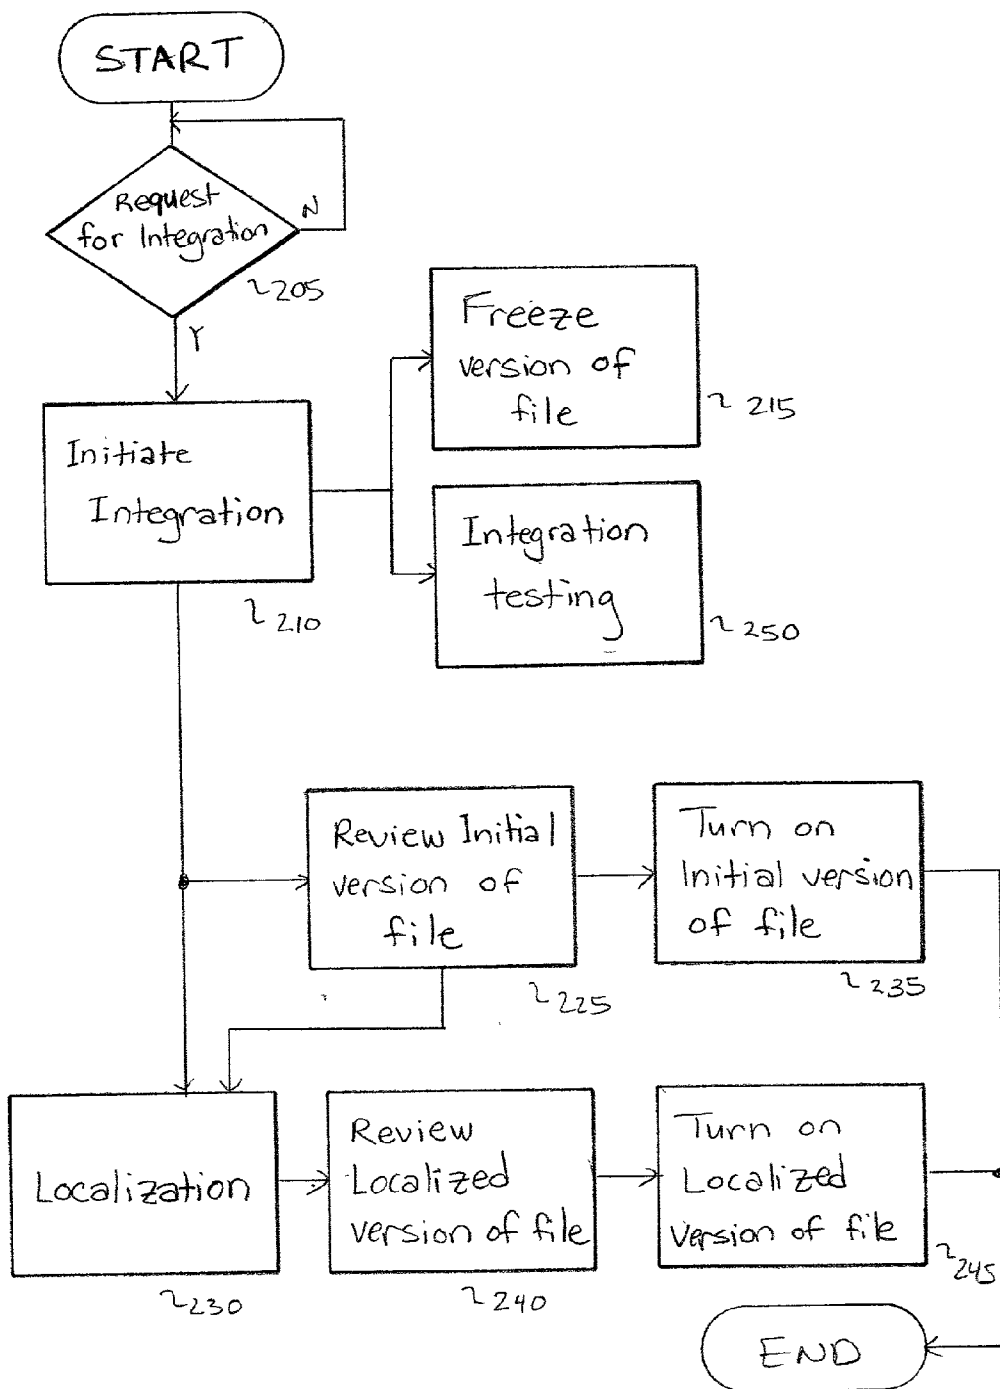 START
Request
for Integration
N
205
Y
Freeze
version of
file
215
Initiate
Integration
210
Integration
testing
250
Review Initial
version of
file
225
Turn on
Initial version
of file
235
Localization
230
Review
Localized
version of file
240
Turn on
Localized
version of file
245
END